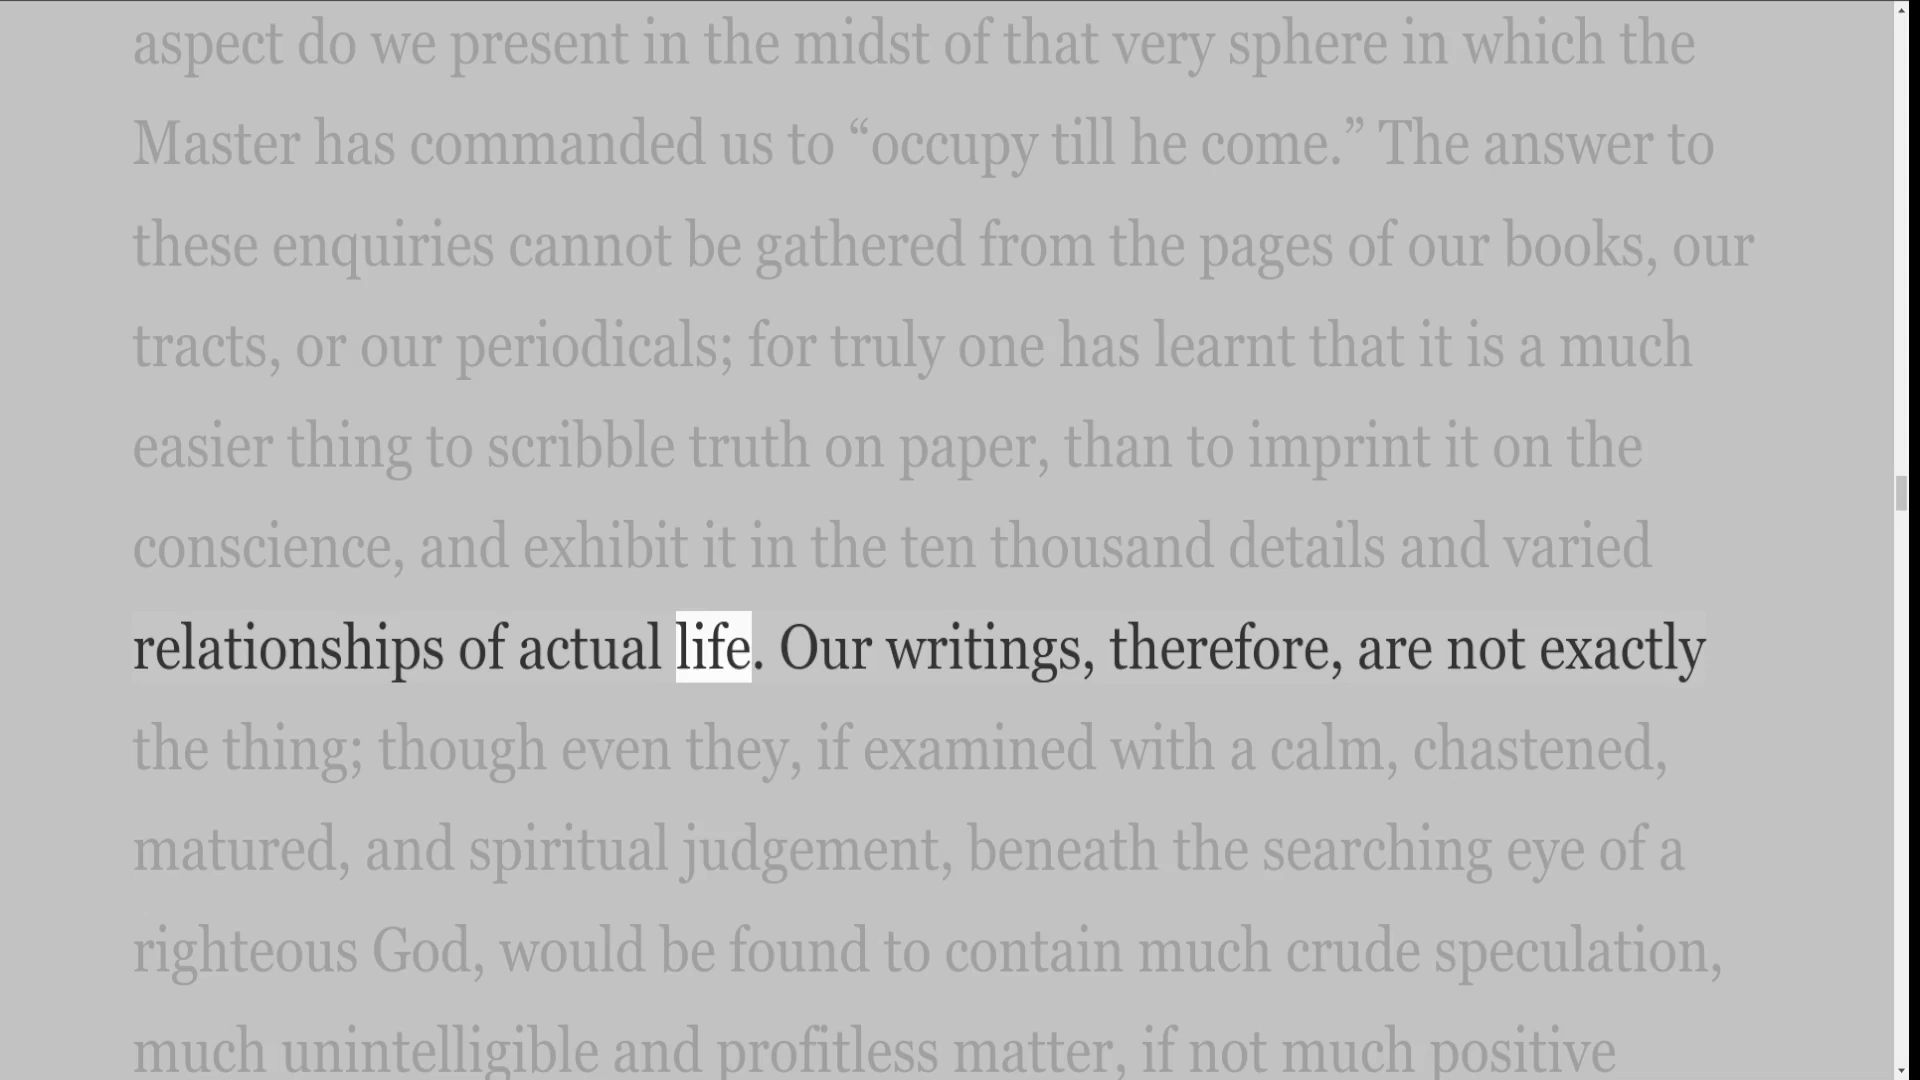 aspect do we present in the midst of that very sphere in which the
Master has commanded us to “occupy till he come.” The answer to
these enquiries cannot be gathered from the pages of our books, our
tracts, or our periodicals; for truly one has learnt that it is a much
easier thing to scribble truth on paper, than to imprint it on the
conscience, and exhibit it in the ten thousand details and varied
relationships of actual life. Our writings, therefore, are not exactly
the thing; though even they, if examined with a calm, chastened,
matured, and spiritual judgement, beneath the searching eye of a
righteous God, would be found to contain much crude speculation,
much unintelligible and profitless matter, if not much positive